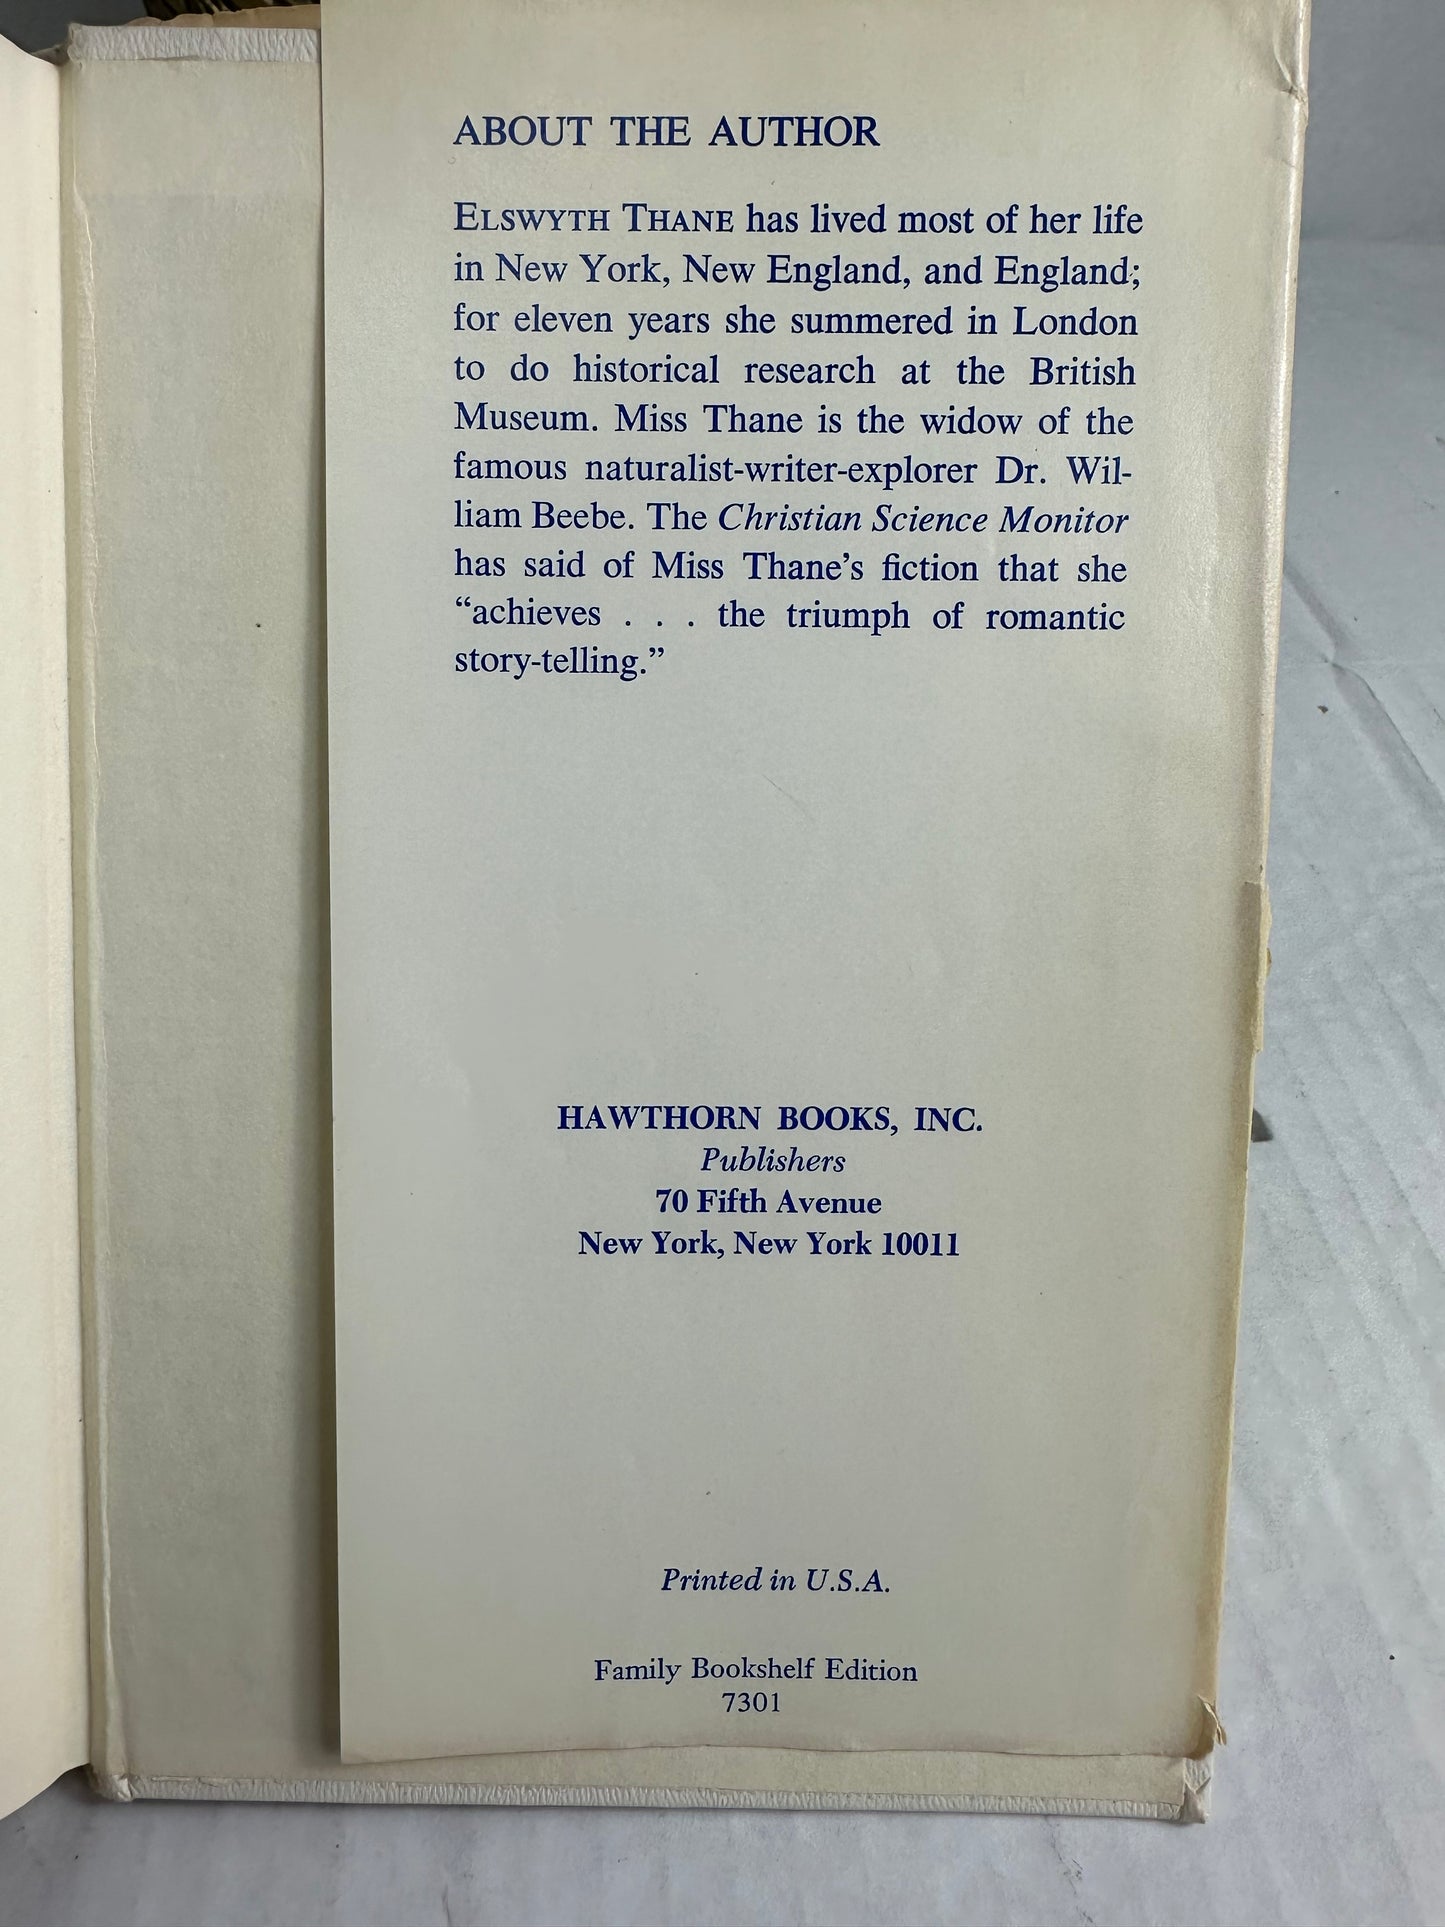 ABOUT THE AUTHOR
ELSWYTH THANE has lived most of her life
in New York, New England, and England;
for eleven years she summered in London
to do historical research at the British
Museum. Miss Thane is the widow of the
famous naturalist-writer-explorer Dr. Wil-
liam Beebe. The Christian Science Monitor
has said of Miss Thane’s fiction that she
“achieves . . . the triumph of romantic
story-telling.”
HAWTHORN BOOKS, INC.
Publishers
70 Fifth Avenue
New York, New York 10011
Printed in U.S.A.
Family Bookshelf Edition
7301